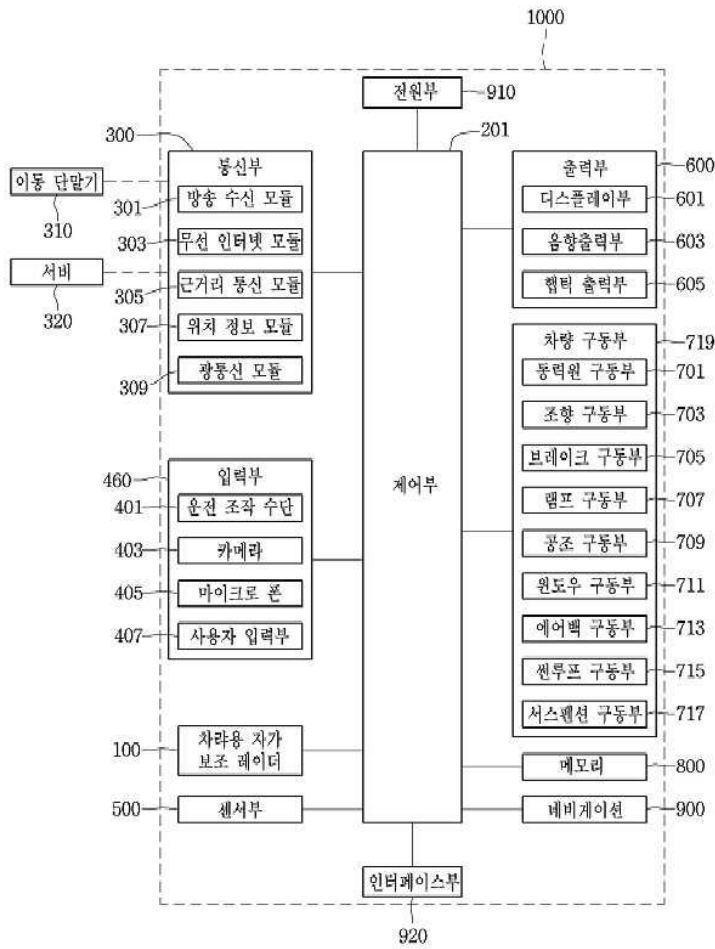 1000
전원부
910
300
201
통신부
출력부
600
이동 단말기
310
301
방송 수신 모듈
디스플레이부
601
303
무선 인터넷 모듈
음향출력부
603
서비
320
305
근거리 통신 모듈
햅틱 출력부
605
307
위치 정보 모듈
309
광통신 모듈
차량 구동부
719
동력원 구동부
701
조향 구동부
703
460
입력부
브레이크 구동부
705
제어부
401
운전 조작 수단
램프 구동부
707
403
카메라
공조 구동부
709
405
마이크로 폰
윈도우 구동부
711
407
사용자 입력부
에어백 구동부
713
썬루프 구동부
715
서스펜션 구동부
717
100
차량용 자가
보조 레이더
메모리
800
500
센서부
네비게이션
900
인터페이스부
920